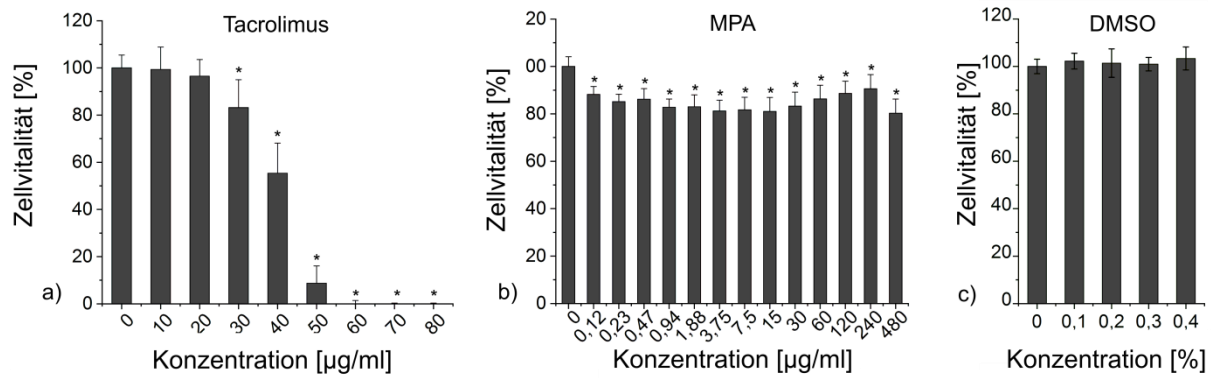 Tacrolimus
Zellvitalität [%]
120
100
80
60
40
20
0
0 10 20 30 40 50 60 70 80
* * * * * *
a)
Konzentration [µg/ml]
MPA
Zellvitalität [%]
20
00
80
60
40
20
0
0 0,12 0,23 0,47 0,94 1,88 3,75 7,5 15 30 60 120 240 480
* * * * * * * * * * * * *
b)
Konzentration [µg/ml]
DMSO
Zellvitalität [%]
120
100
80
60
40
20
0
0 0,1 0,2 0,3 0,4
c)
Konzentration [%]